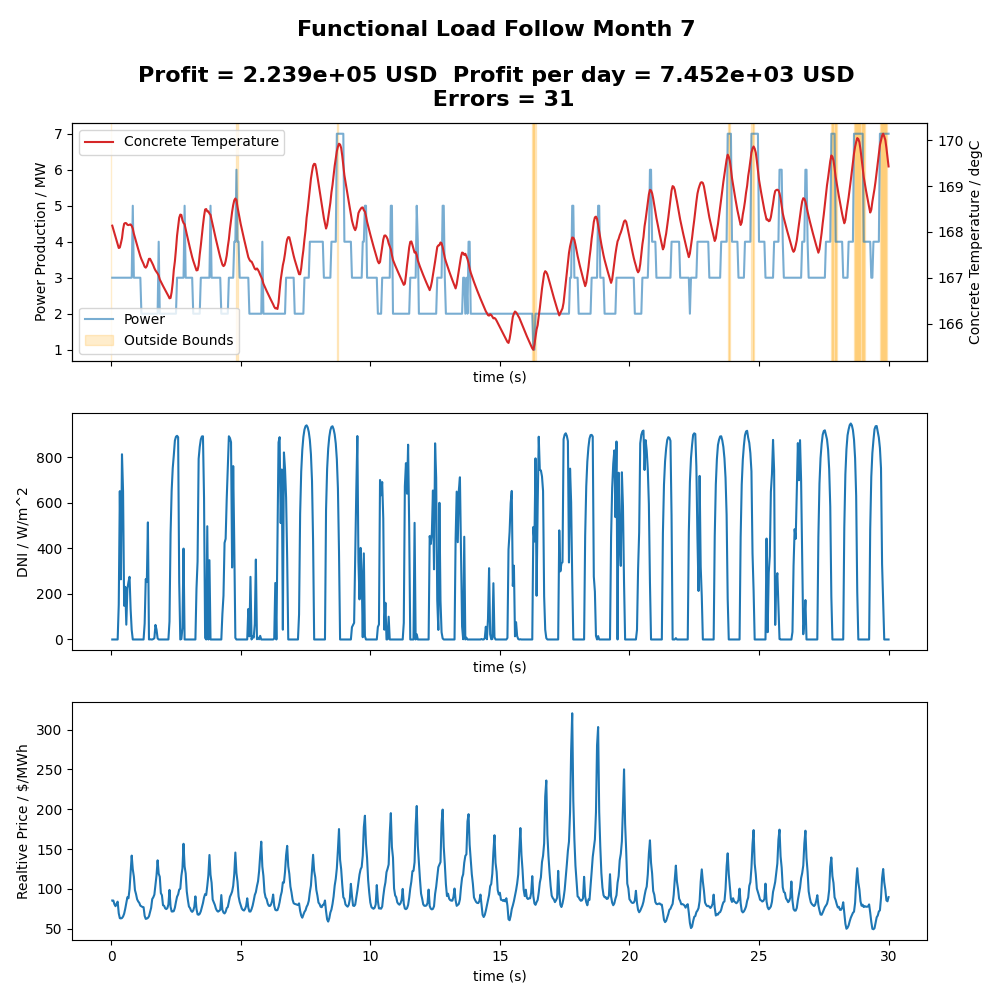 Functional Load Follow Month 7
Profit = 2.239e+05 USD  Profit per day = 7.452e+03 USD
Errors = 31
Concrete Temperature
Power
Outside Bounds
Power Production / MW
Concrete Temperature / degC
7
6
5
4
3
2
1
170
169
168
167
166
time (s)
DNI / W/m^2
800
600
400
200
0
time (s)
Realtive Price / $/MWh
300
250
200
150
100
50
0
5
10
15
20
25
30
time (s)